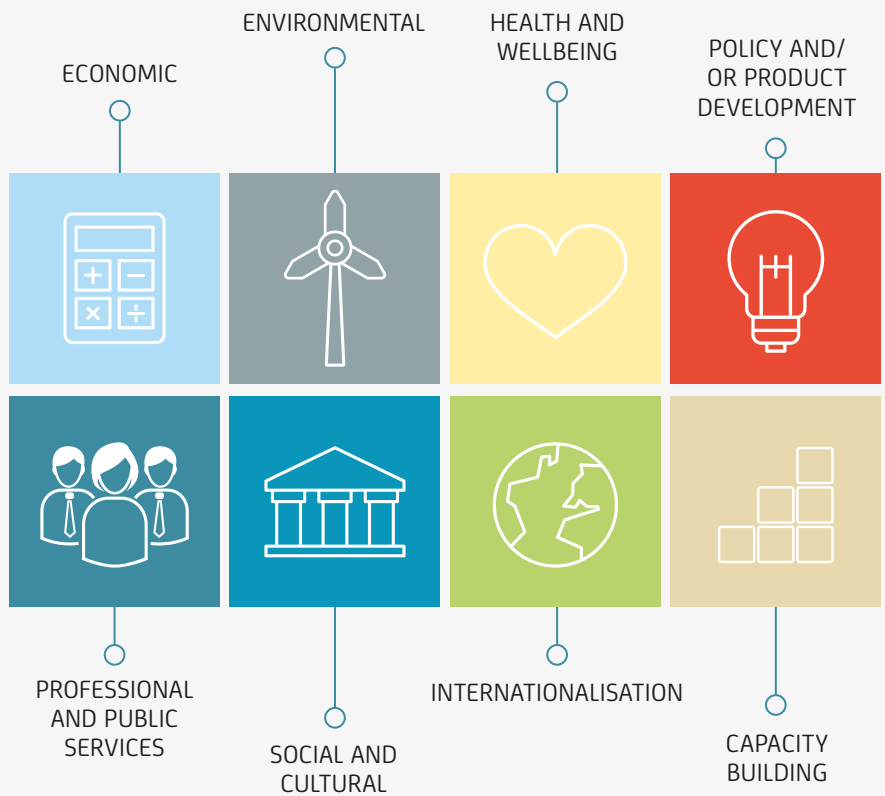 ECONOMIC
ENVIRONMENTAL
HEALTH AND
WELLBEING
POLICY AND/
OR PRODUCT
DEVELOPMENT
PROFESSIONAL
AND PUBLIC
SERVICES
SOCIAL AND
CULTURAL
INTERNATIONALISATION
CAPACITY
BUILDING